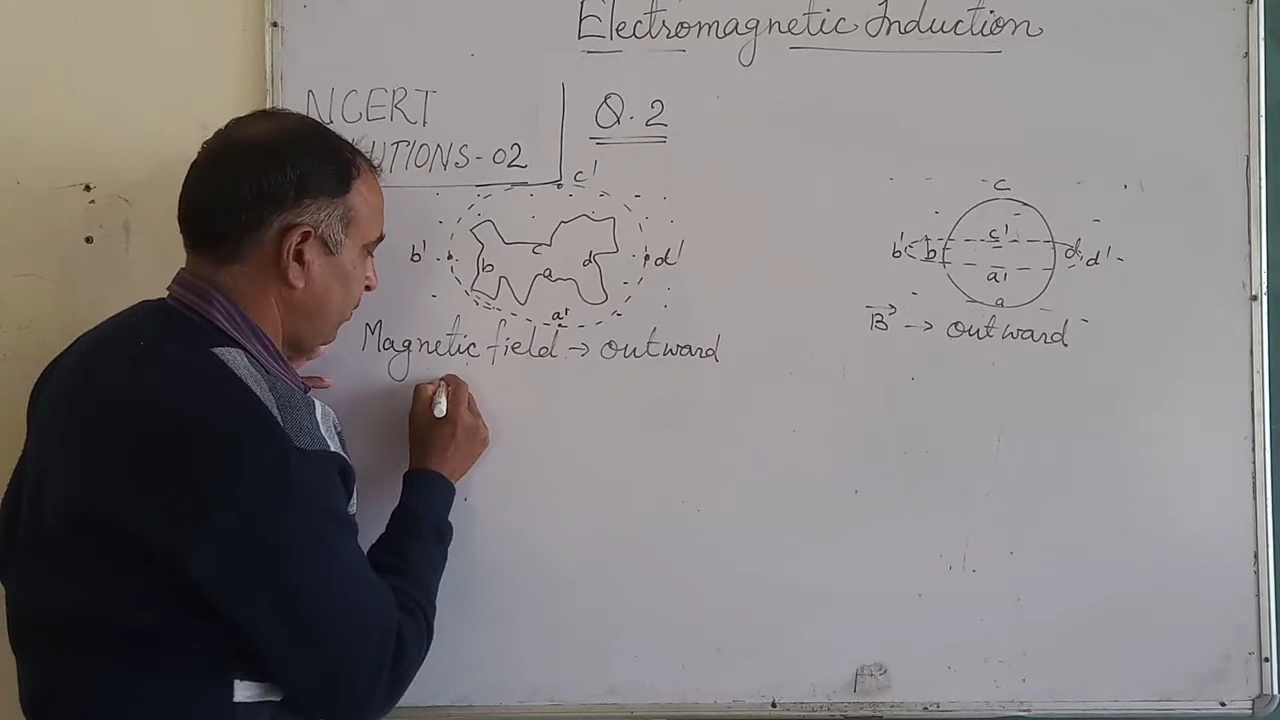 Electromagnetic Induction
NCERT
UTIONS-02
Q. 2
c'
b'
d'
b
c
d
a
a'
Magnetic field → outward
c
c'
b'
b
d
d'
a'
a
B⃗ → outward